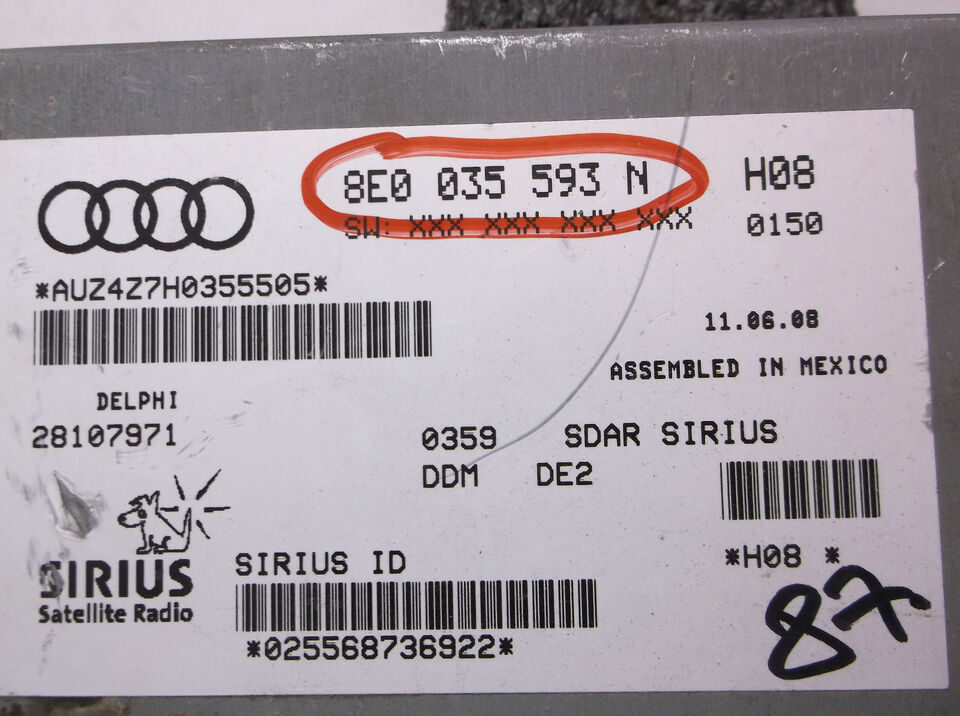 8E0 035 593 N H08
SW: XXX XXX XXX XXX 0150
*AUZ4Z7H0355505*
11.06.08
ASSEMBLED IN MEXICO
DELPHI
28107971
0359 SDAR SIRIUS
DDM DE2
SIRIUS
Satellite Radio
SIRIUS ID
*025568736922*
*H08 *
87